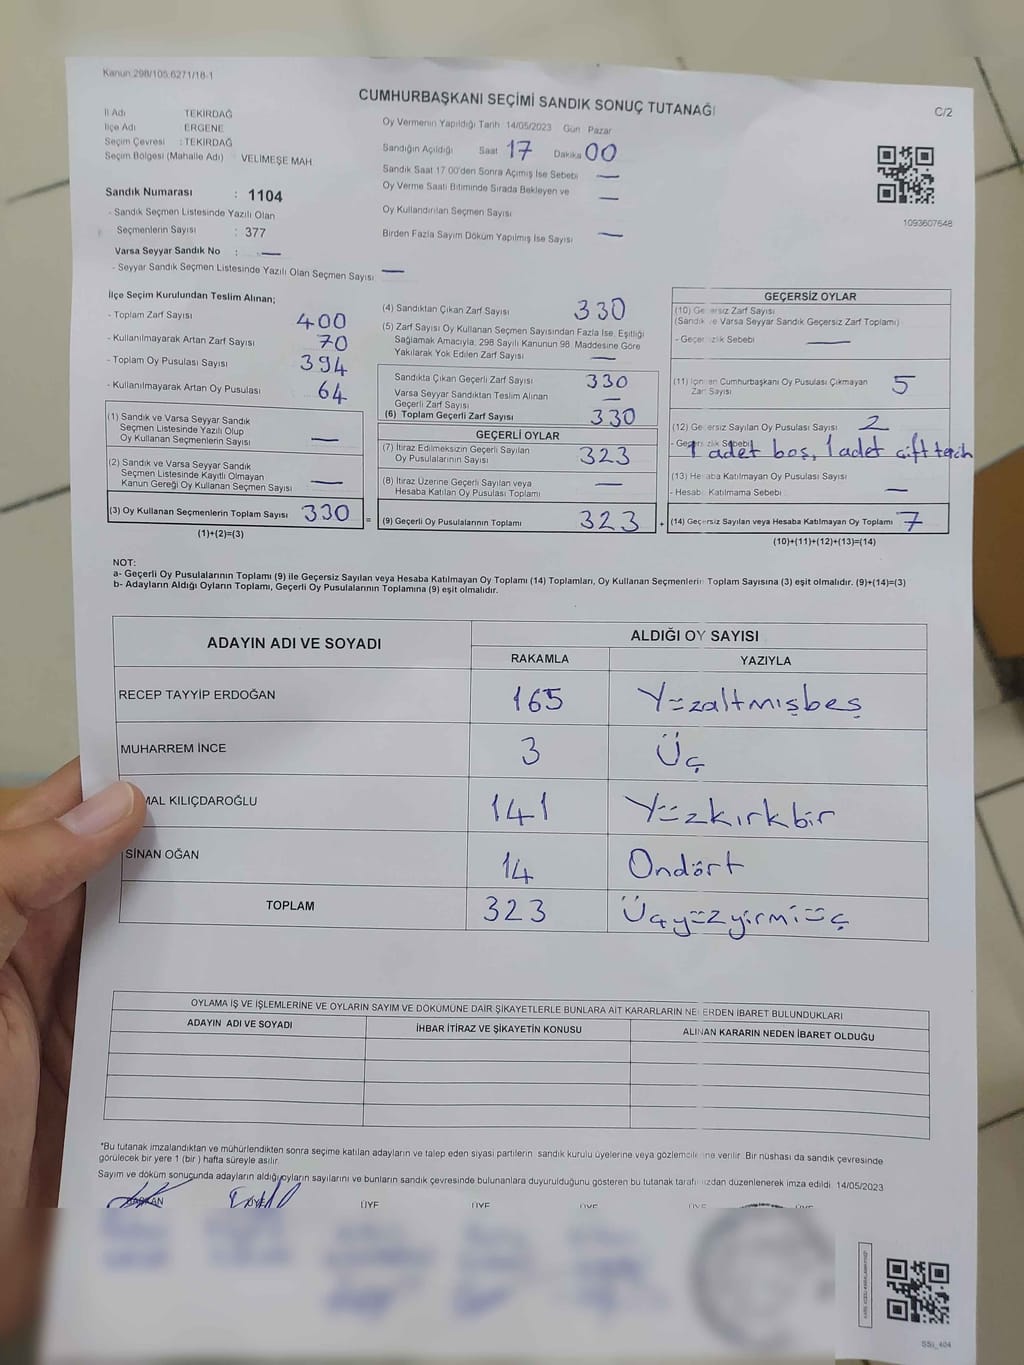 Kanun:298/105,6271/18-1
CUMHURBAŞKANI SEÇİMİ SANDIK SONUÇ TUTANAĞI
C/2
İl Adı TEKİRDAĞ
İlçe Adı ERGENE
Seçim Çevresi : TEKİRDAĞ
Seçim Bölgesi (Mahalle Adı) VELİMEŞE MAH
Oy Vermenin Yapıldığı Tarih 14/05/2023 Gün Pazar
Sandığın Açıldığı Saat 17 Dakika 00
Sandık Saat 17 00'den Sonra Açımış İse Sebebi —
Oy Verme Saati Bitiminde Sırada Bekleyen ve —
Oy Kullandırılan Seçmen Sayısı
Birden Fazla Sayım Döküm Yapılmış İse Sayısı —
1093607648
Sandık Numarası : 1104
- Sandık Seçmen Listesinde Yazılı Olan
Seçmenlerin Sayısı : 377
Varsa Seyyar Sandık No : —
- Seyyar Sandık Seçmen Listesinde Yazılı Olan Seçmen Sayısı —
İlçe Seçim Kurulundan Teslim Alınan;
- Toplam Zarf Sayısı 400
- Kullanılmayarak Artan Zarf Sayısı 70
- Toplam Oy Pusulası Sayısı 394
- Kullanılmayarak Artan Oy Pusulası 64
(1) Sandık ve Varsa Seyyar Sandık
Seçmen Listesinde Yazılı Olup
Oy Kullanan Seçmenlerin Sayısı —
(2) Sandık ve Varsa Seyyar Sandık
Seçmen Listesinde Kayıtlı Olmayan
Kanun Gereği Oy Kullanan Seçmen Sayısı —
(3) Oy Kullanan Seçmenlerin Toplam Sayısı 330
(1)+(2)=(3)
(4) Sandıktan Çıkan Zarf Sayısı 330
(5) Zarf Sayısı Oy Kullanan Seçmen Sayısından Fazla İse, Eşitliği
Sağlamak Amacıyla, 298 Sayılı Kanunun 98. Maddesine Göre
Yakılarak Yok Edilen Zarf Sayısı —
Sandıkta Çıkan Geçerli Zarf Sayısı 330
Varsa Seyyar Sandıktan Teslim Alınan
Geçerli Zarf Sayısı —
(6) Toplam Geçerli Zarf Sayısı 330
GEÇERLİ OYLAR
(7) İtiraz Edilmeksizin Geçerli Sayılan
Oy Pusulalarının Sayısı 323
(8) İtiraz Üzerine Geçerli Sayılan veya
Hesaba Katılan Oy Pusulası Toplamı —
= (9) Geçerli Oy Pusulalarının Toplamı 323 +
GEÇERSİZ OYLAR
(10) Geçersiz Zarf Sayısı
(Sandık ve Varsa Seyyar Sandık Geçersiz Zarf Toplamı)
- Geçersizlik Sebebi —
(11) İçinden Cumhurbaşkanı Oy Pusulası Çıkmayan
Zarf Sayısı 5
(12) Geçersiz Sayılan Oy Pusulası Sayısı 2
- Geçersizlik Sebebi
1 adet boş, 1 adet çift tercih
(13) Hesaba Katılmayan Oy Pusulası Sayısı
- Hesaba Katılmama Sebebi —
(14) Geçersiz Sayılan veya Hesaba Katılmayan Oy Toplamı 7
(10)+(11)+(12)+(13)=(14)
NOT:
a- Geçerli Oy Pusulalarının Toplamı (9) ile Geçersiz Sayılan veya Hesaba Katılmayan Oy Toplamı (14) Toplamları, Oy Kullanan Seçmenlerin Toplam Sayısına (3) eşit olmalıdır. (9)+(14)=(3)
b- Adayların Aldığı Oyların Toplamı, Geçerli Oy Pusulalarının Toplamına (9) eşit olmalıdır.
ADAYIN ADI VE SOYADI ALDIĞI OY SAYISI
RAKAMLA YAZIYLA
RECEP TAYYİP ERDOĞAN 165 Yüzaltmışbeş
MUHARREM İNCE 3 Üç
MAL KILIÇDAROĞLU 141 Yüzkırkbir
SİNAN OĞAN 14 Ondört
TOPLAM 323 Üçyüzyirmiüç
OYLAMA İŞ VE İŞLEMLERİNE VE OYLARIN SAYIM VE DÖKÜMÜNE DAİR ŞİKAYETLERLE BUNLARA AİT KARARLARIN NELERDEN İBARET BULUNDUKLARI
ADAYIN ADI VE SOYADI İHBAR İTİRAZ VE ŞİKAYETİN KONUSU ALINAN KARARIN NEDEN İBARET OLDUĞU
*Bu tutanak imzalandıktan ve mühürlendikten sonra seçime katılan adayların ve talep eden siyasi partilerin sandık kurulu üyelerine veya gözlemcilerine verilir. Bir nüshası da sandık çevresinde
görülecek bir yere 1 (bir) hafta süreyle asılır.
Sayım ve döküm sonucunda adayların aldığı oyların sayılarını ve bunların sandık çevresinde bulunanlara duyurulduğunu gösteren bu tutanak tarafımızdan düzenlenerek imza edildi. 14/05/2023
BAŞKAN ÜYE ÜYE ÜYE ÜYE ÜYE ÜYE